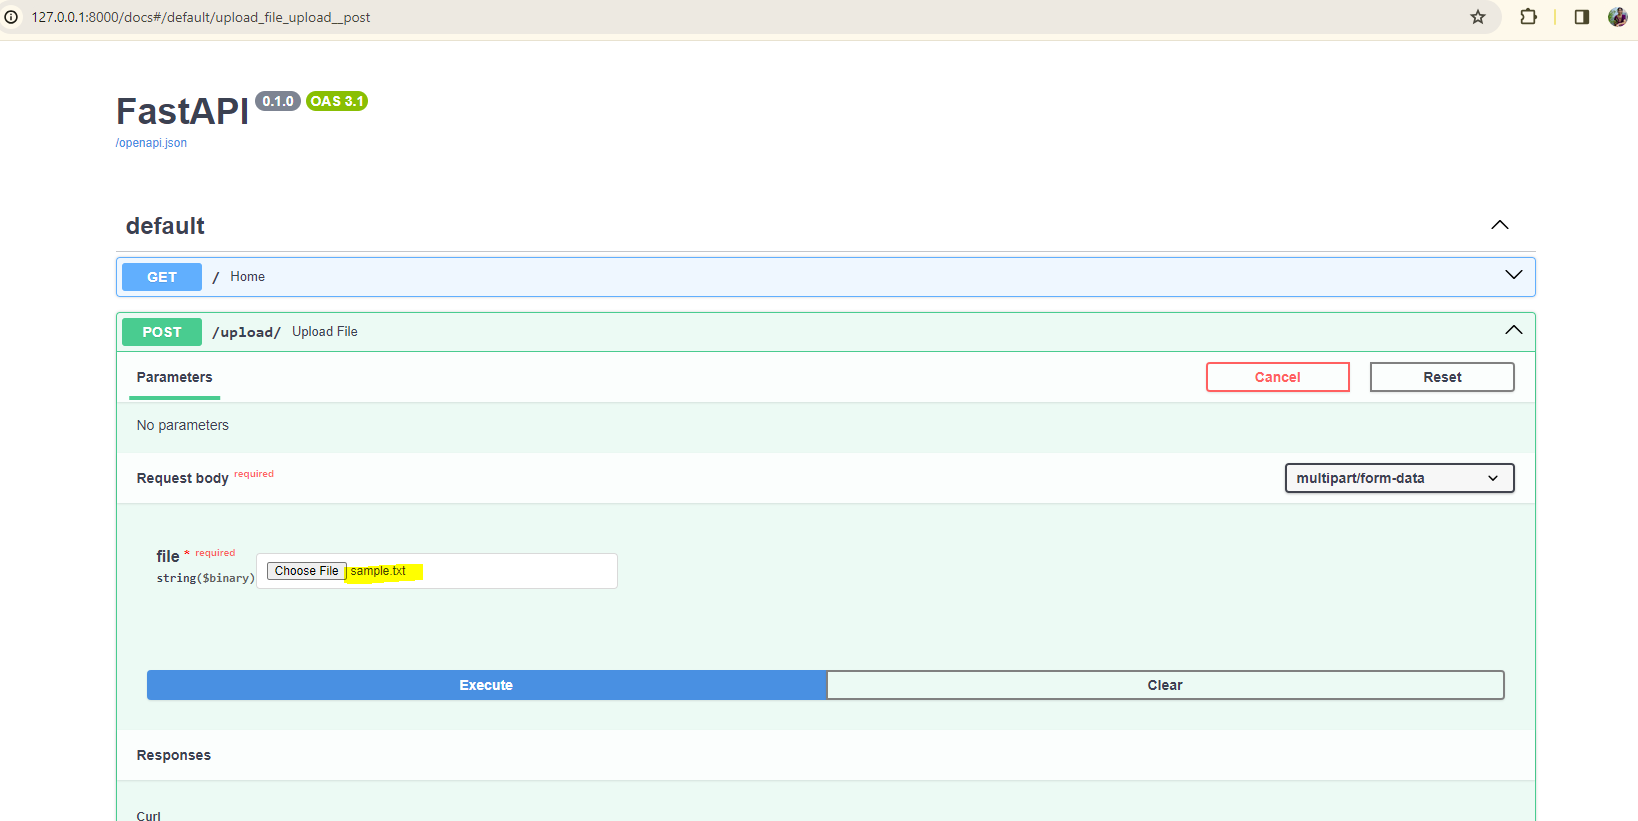 127.0.0.1:8000/docs#/default/upload_file_upload__post
FastAPI 0.1.0 OAS 3.1
/openapi.json
default
GET / Home
POST /upload/ Upload File
Parameters Cancel Reset
No parameters
Request body required multipart/form-data
file * required
string($binary) Choose File sample.txt
Execute Clear
Responses
Curl